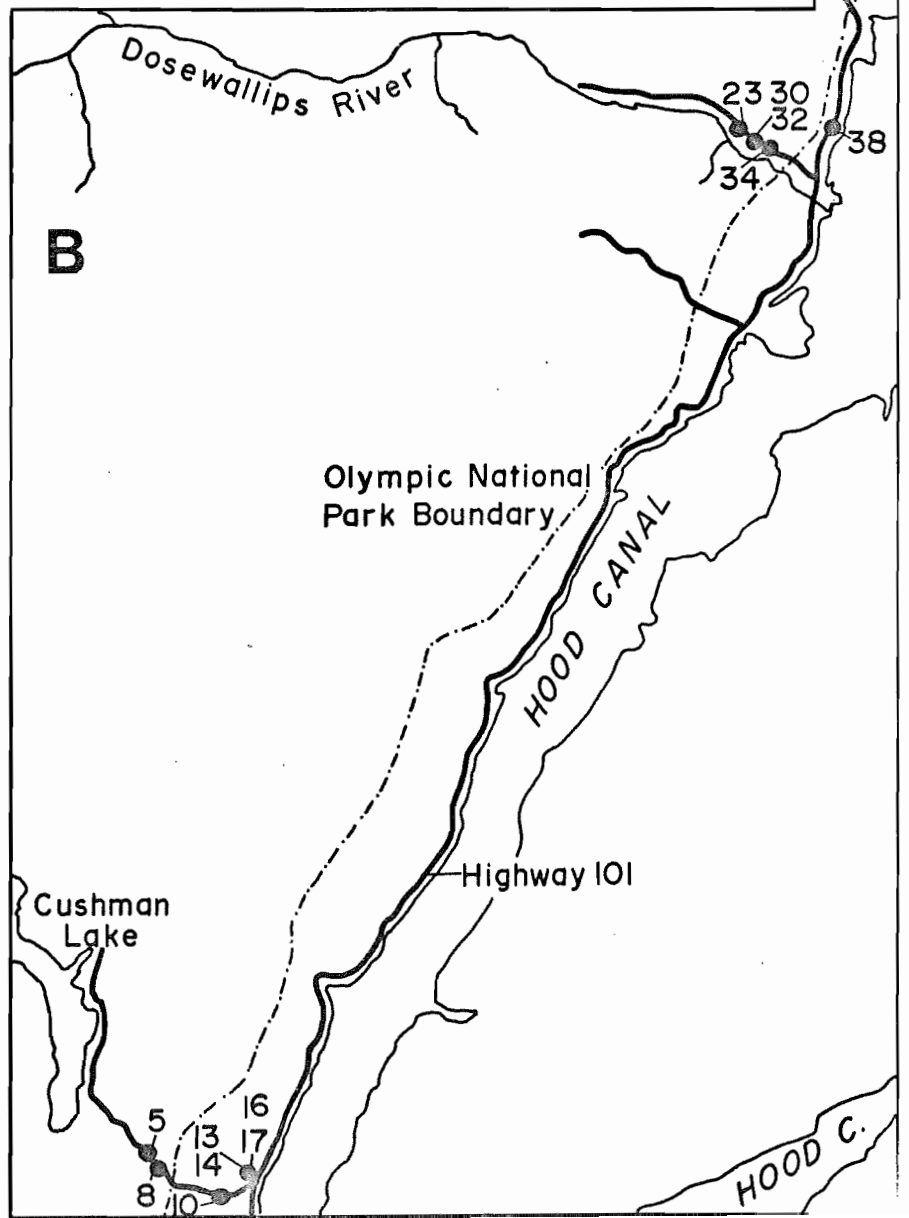 Dosewallips River
23 30
32
34
38
B
Olympic National
Park Boundary
HOOD CANAL
Highway 101
Cushman
Lake
5
8
16
13 17
14
10
HOOD C.